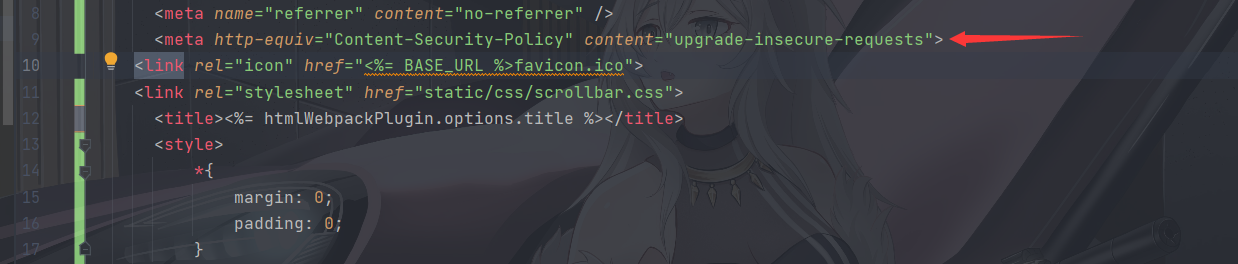 8 <meta name="referrer" content="no-referrer" />
9 <meta http-equiv="Content-Security-Policy" content="upgrade-insecure-requests">
10 <link rel="icon" href="<%= BASE_URL %>favicon.ico">
11 <link rel="stylesheet" href="static/css/scrollbar.css">
12 <title><%= htmlWebpackPlugin.options.title %></title>
13 <style>
14 *{
15 margin: 0;
16 padding: 0;
17 }